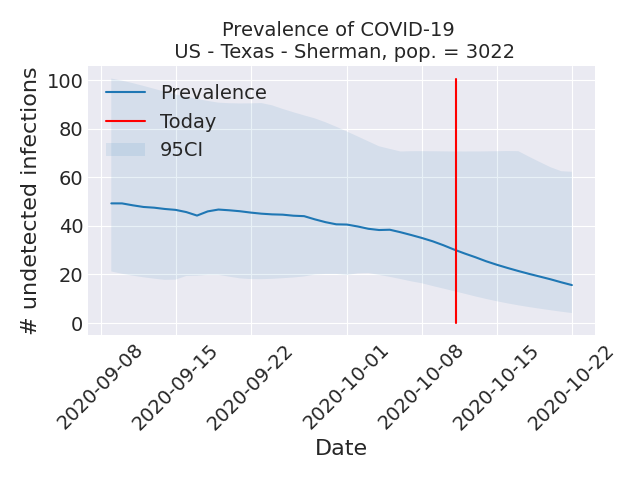 Prevalence of COVID-19
US - Texas - Sherman, pop. = 3022
# undetected infections
100
80
60
40
20
0
Prevalence
Today
95CI
2020-09-08
2020-09-15
2020-09-22
2020-10-01
2020-10-08
2020-10-15
2020-10-22
Date